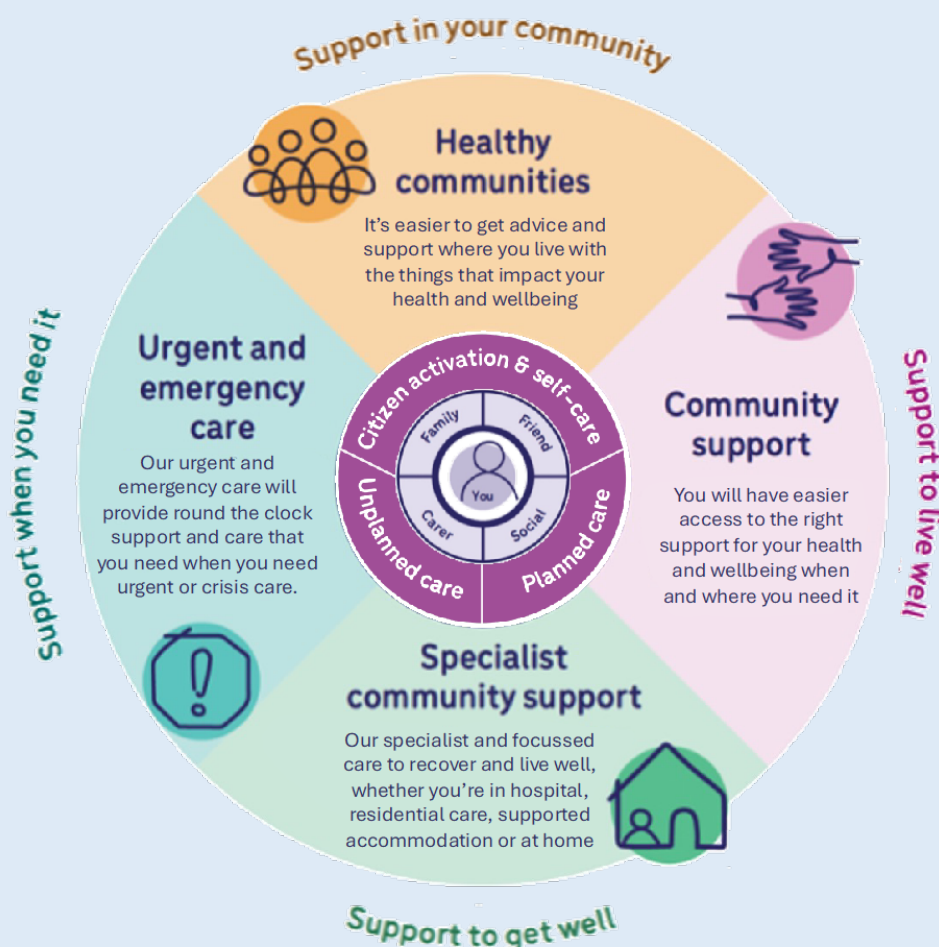 Support in your community
Healthy
communities
It's easier to get advice and
support where you live with
the things that impact your
health and wellbeing
Support when you need it
Urgent and
emergency
care
Our urgent and
emergency care will
provide round the clock
support and care that
you need when you need
urgent or crisis care.
Citizen activation & self-care
Unplanned care
Planned care
Family
Friend
Carer
Social
You
Community
support
You will have easier
access to the right
support for your health
and wellbeing when
and where you need it
Support to live well
Specialist
community support
Our specialist and focussed
care to recover and live well,
whether you're in hospital,
residential care, supported
accommodation or at home
Support to get well